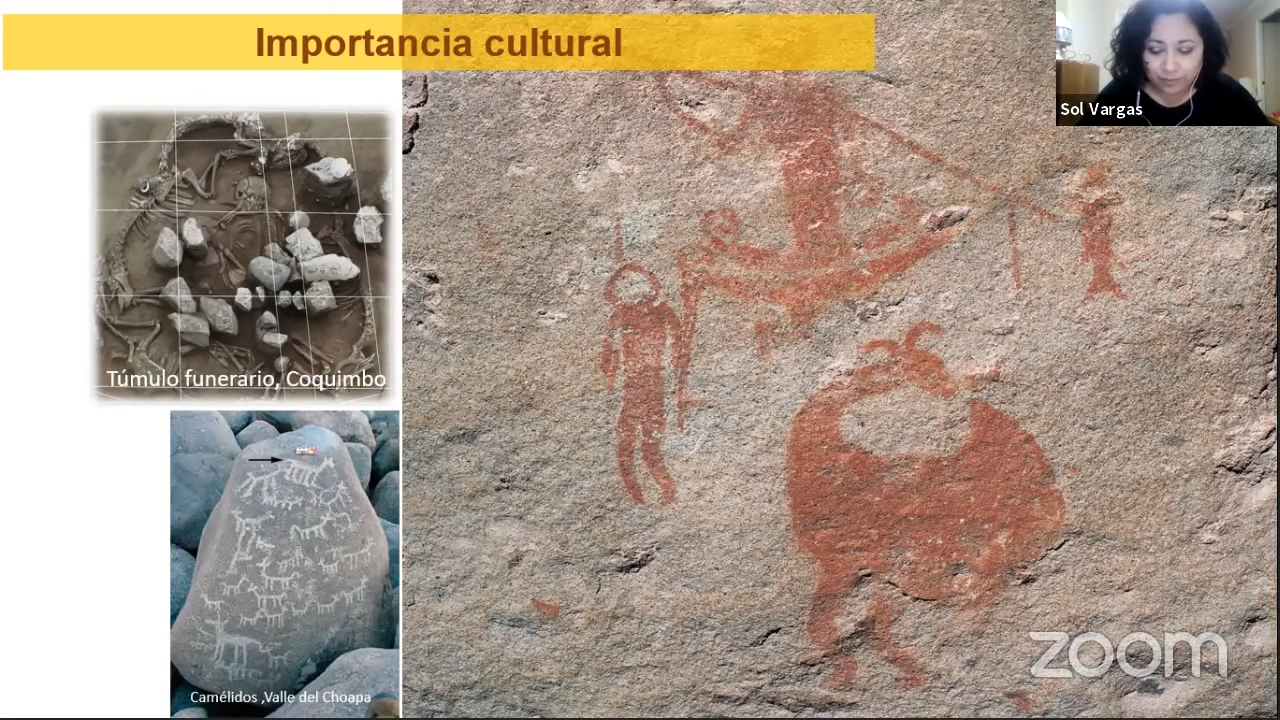 Importancia cultural
Sol Vargas
Túmulo funerario, Coquimbo
Camélidos ,Valle del Choapa
zoom